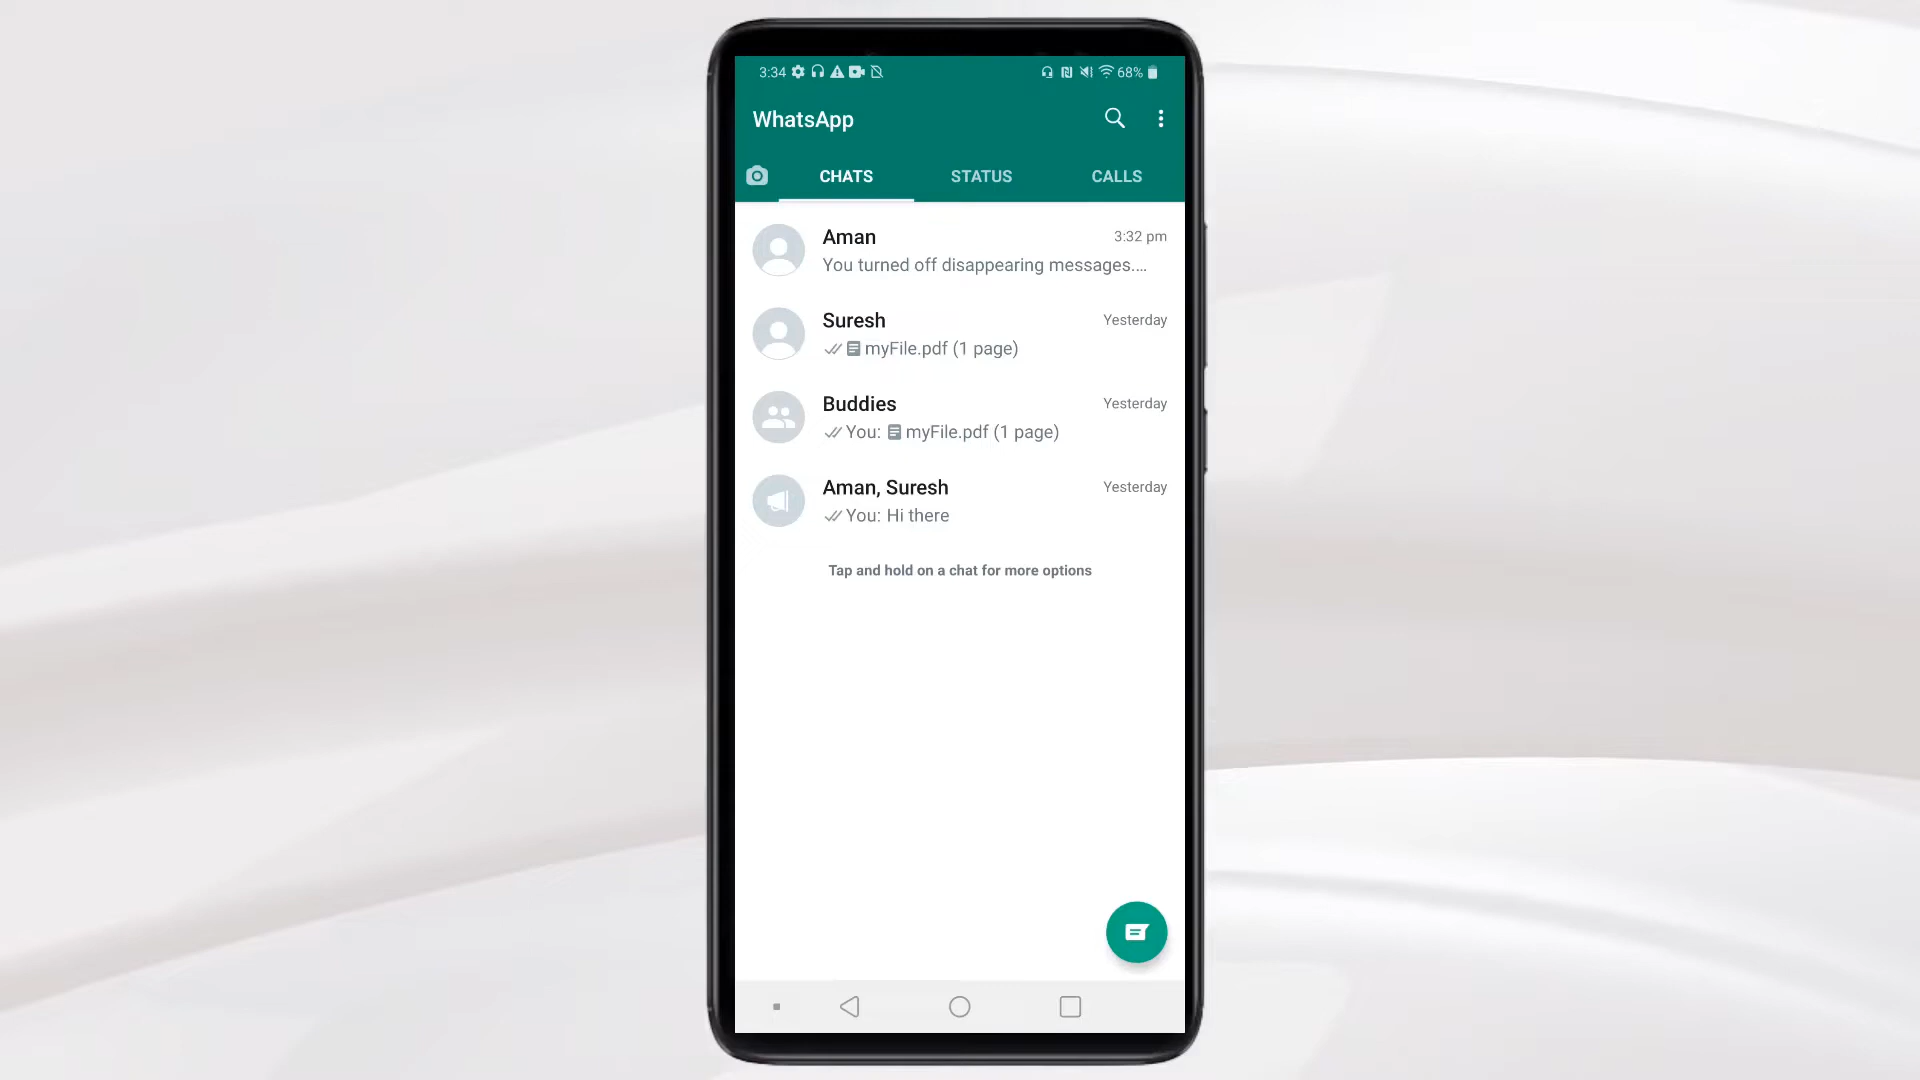 3:34 68%
WhatsApp
CHATS STATUS CALLS
Aman 3:32 pm
You turned off disappearing messages....
Suresh Yesterday
myFile.pdf (1 page)
Buddies Yesterday
You: myFile.pdf (1 page)
Aman, Suresh Yesterday
You: Hi there
Tap and hold on a chat for more options